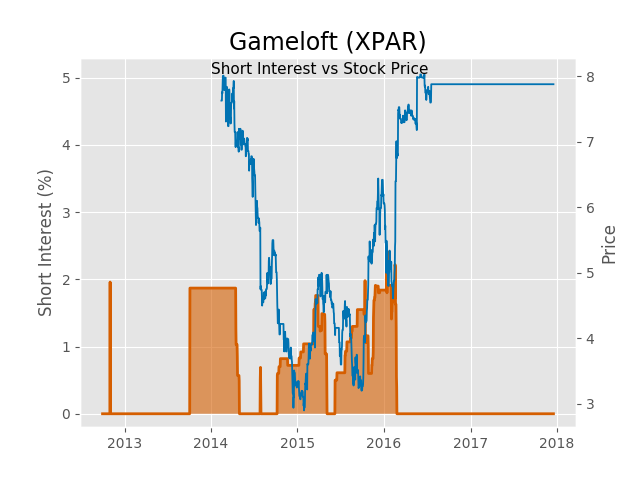 Gameloft (XPAR)
Short Interest vs Stock Price
Short Interest (%)
5
4
3
2
1
0
8
7
6
5
4
3
Price
2013 2014 2015 2016 2017 2018